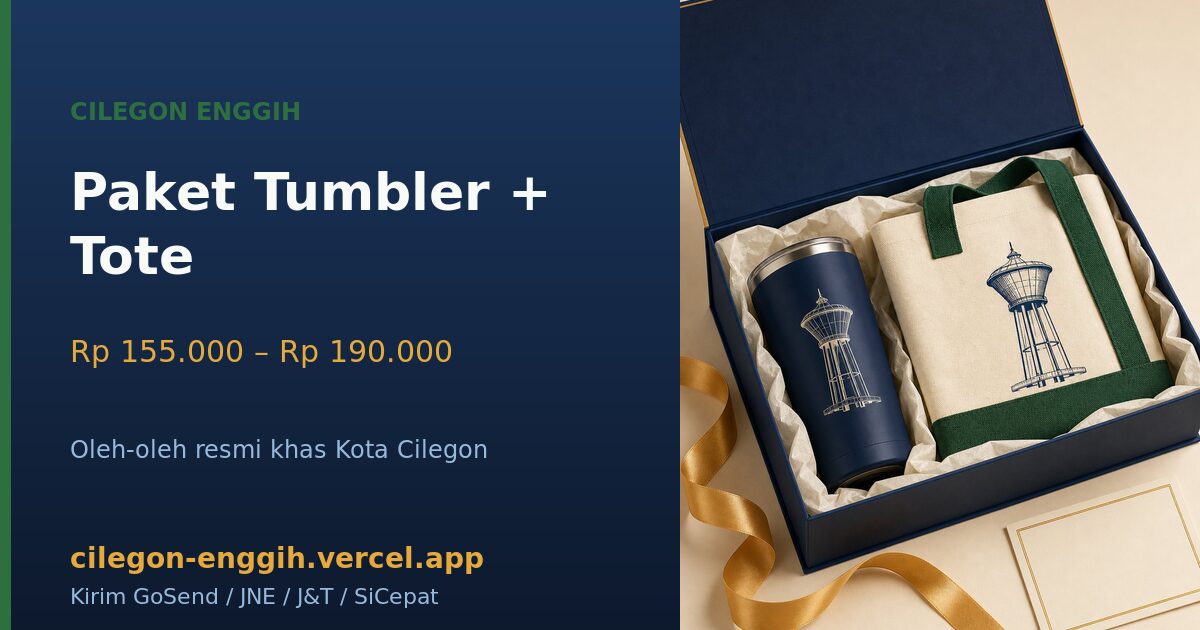 CILEGON ENGGIH
Paket Tumbler +
Tote
Rp 155.000 – Rp 190.000
Oleh-oleh resmi khas Kota Cilegon
cilegon-enggih.vercel.app
Kirim GoSend / JNE / J&T / SiCepat